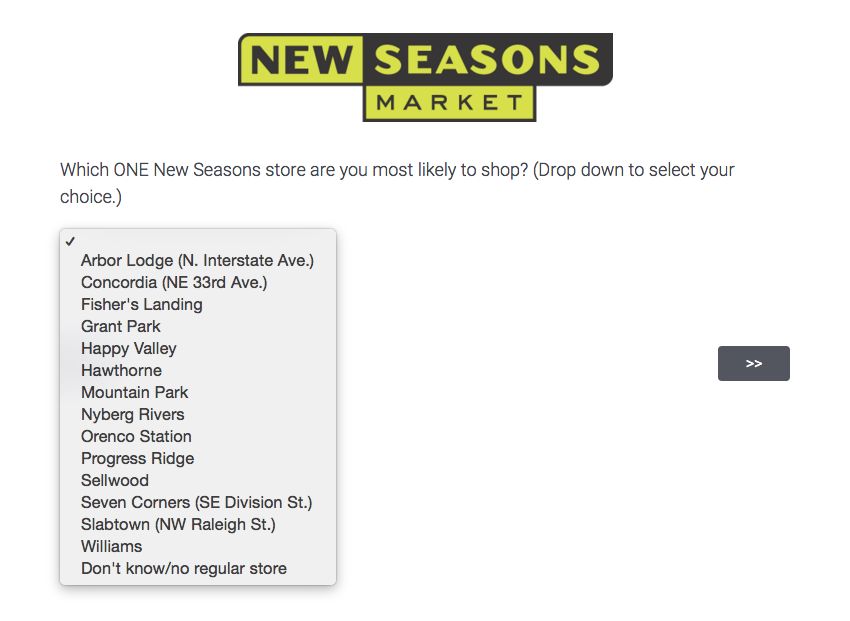 NEW SEASONS
MARKET
Which ONE New Seasons store are you most likely to shop? (Drop down to select your
choice.)
✓
Arbor Lodge (N. Interstate Ave.)
Concordia (NE 33rd Ave.)
Fisher's Landing
Grant Park
Happy Valley
Hawthorne
Mountain Park
Nyberg Rivers
Orenco Station
Progress Ridge
Sellwood
Seven Corners (SE Division St.)
Slabtown (NW Raleigh St.)
Williams
Don't know/no regular store
>>